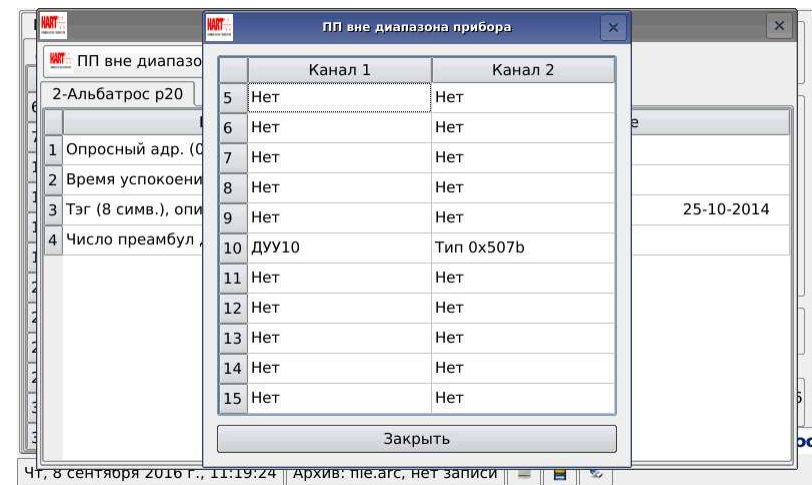 HART
HART
ПП вне диапазона прибора
HART
ПП вне диапазо
2-Альбатрос p20
Канал 1 Канал 2
5 Нет Нет
6 Нет Нет
7 Нет Нет
8 Нет Нет
9 Нет Нет
10 ДУУ10 Тип 0x507b
11 Нет Нет
12 Нет Нет
13 Нет Нет
14 Нет Нет
15 Нет Нет
Закрыть
1 Опросный адр. (0
2 Время успокоени
3 Тэг (8 симв.), опи 25-10-2014
4 Число преамбул
Чт, 8 сентября 2016 г., 11:19:24 Архив: file.arc, нет записи